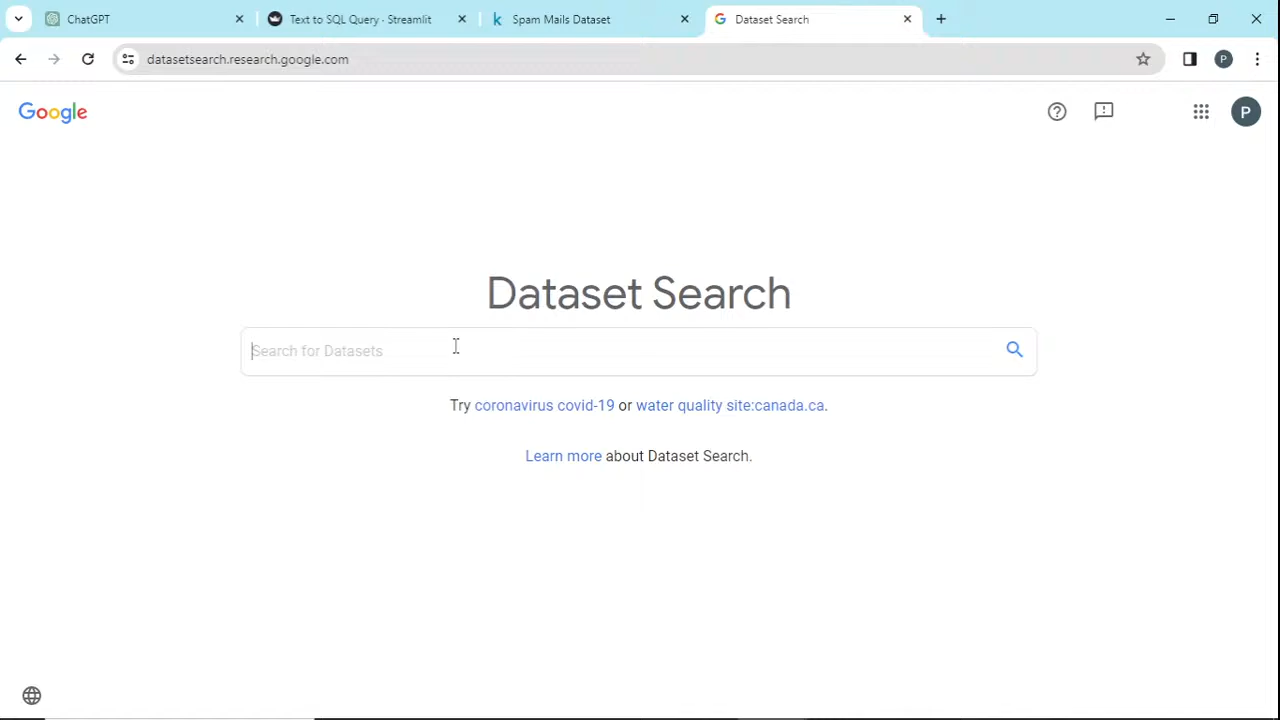 ChatGPT
Text to SQL Query · Streamlit
k Spam Mails Dataset
G Dataset Search
datasetsearch.research.google.com
P
Google
P
Dataset Search
Search for Datasets
Try coronavirus covid-19 or water quality site:canada.ca.
Learn more about Dataset Search.